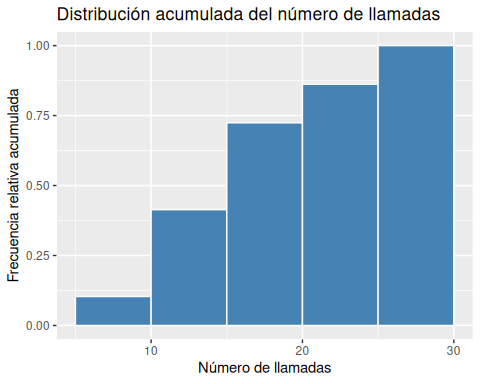 Distribución acumulada del número de llamadas
Frecuencia relativa acumulada
1.00
0.75
0.50
0.25
0.00
10
20
30
Número de llamadas